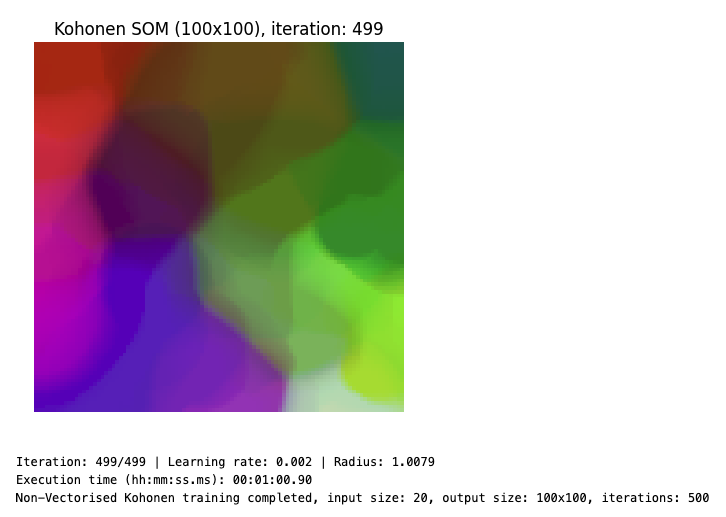 Kohonen SOM (100x100), iteration: 499
Iteration: 499/499 | Learning rate: 0.002 | Radius: 1.0079
Execution time (hh:mm:ss.ms): 00:01:00.90
Non-Vectorised Kohonen training completed, input size: 20, output size: 100x100, iterations: 500